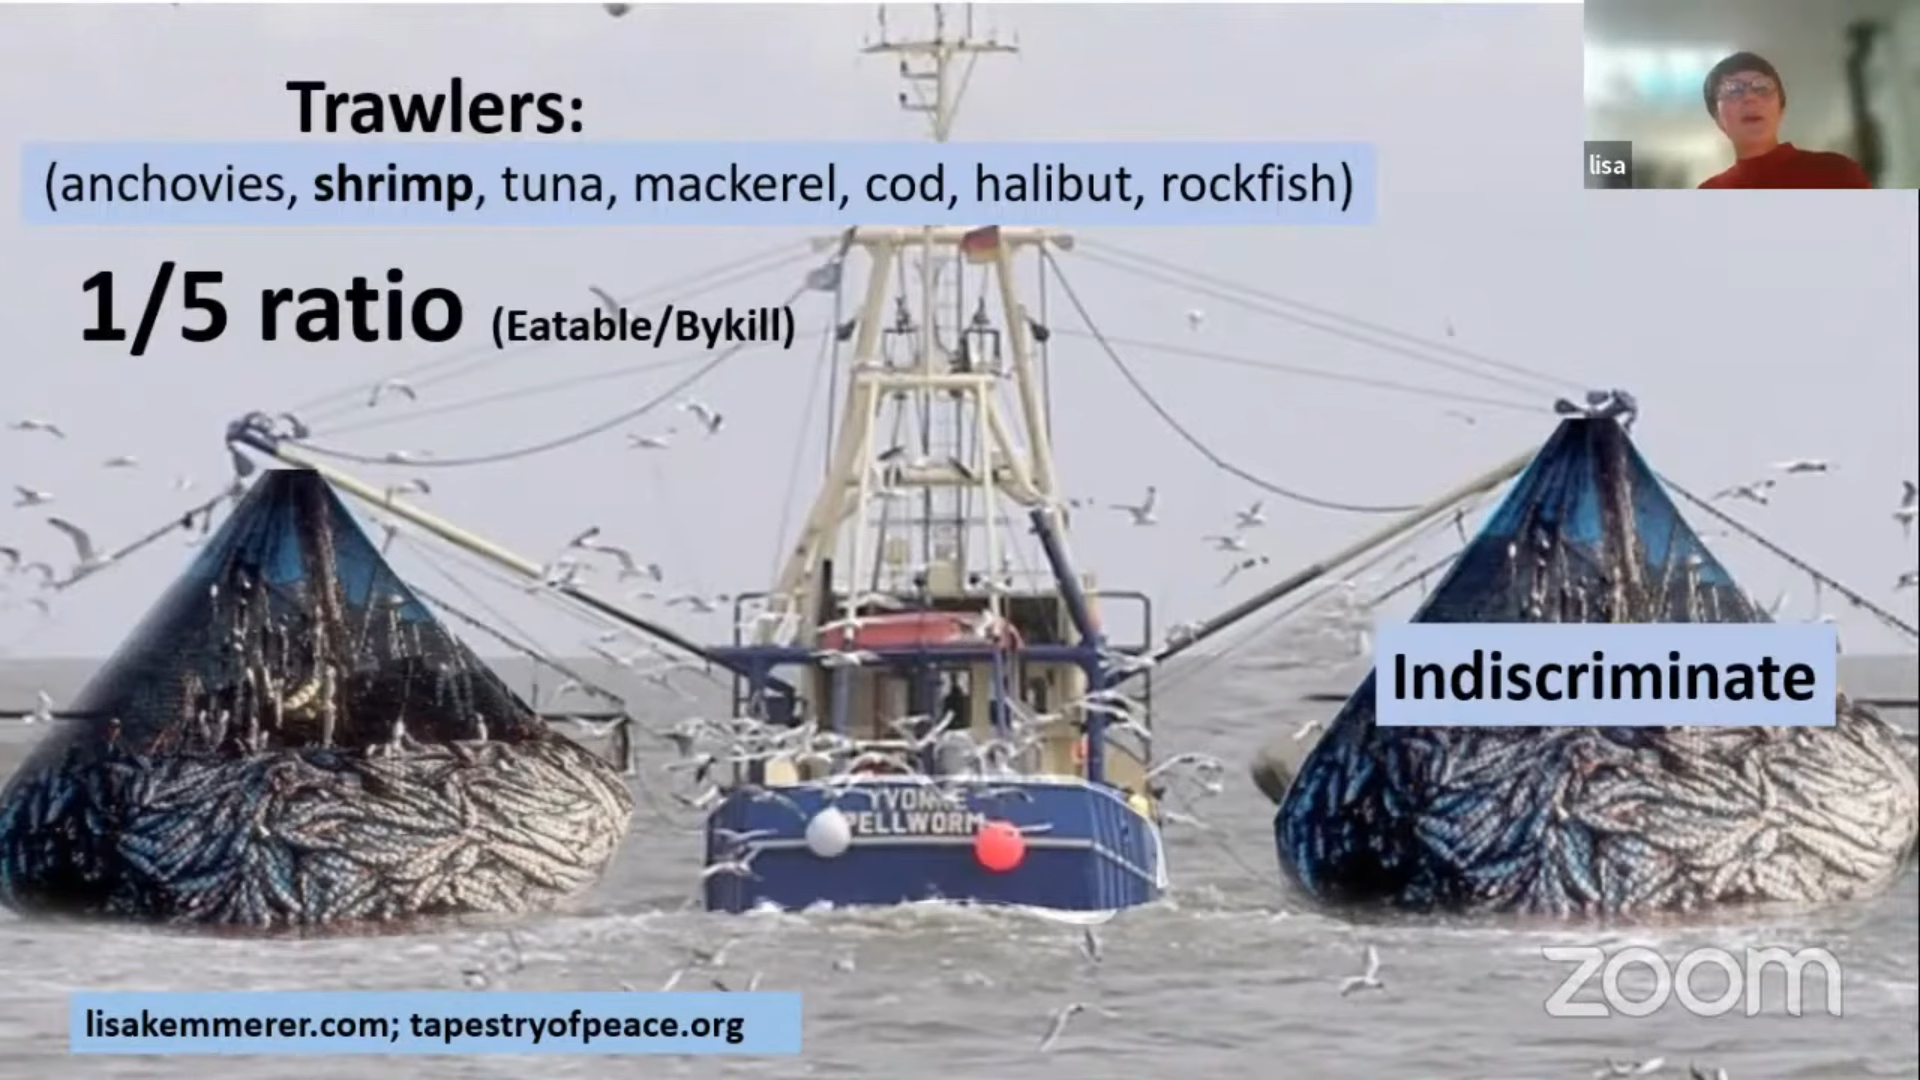 Trawlers:
(anchovies, shrimp, tuna, mackerel, cod, halibut, rockfish)
lisa
1/5 ratio (Eatable/Bykill)
Indiscriminate
YVONNE
PELLWORM
zoom
lisakemmerer.com; tapestryofpeace.org